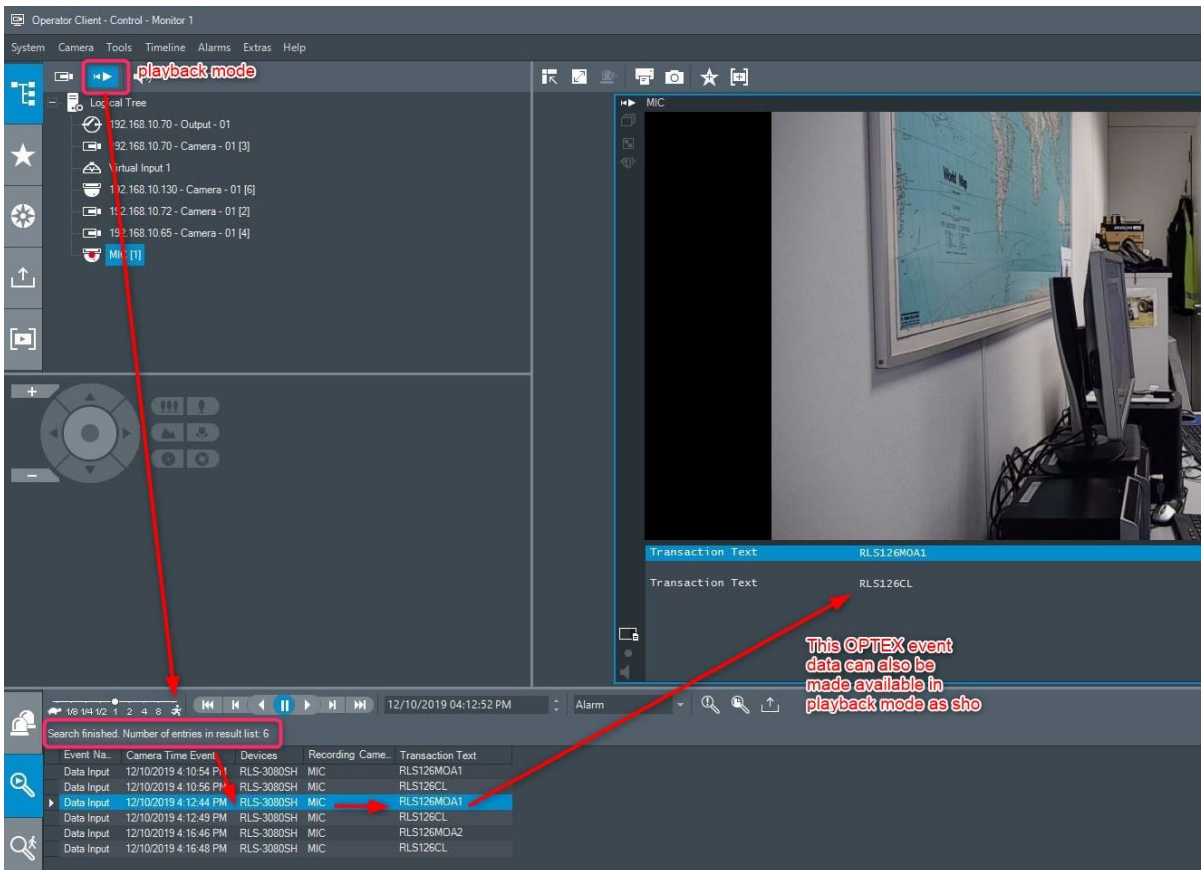 Operator Client - Control - Monitor 1
System Camera Tools Timeline Alarms Extras Help
playback mode
Logical Tree
192.168.10.70 - Output - 01
192.168.10.70 - Camera - 01 [3]
Virtual Input 1
192.168.10.130 - Camera - 01 [6]
192.168.10.72 - Camera - 01 [2]
192.168.10.65 - Camera - 01 [4]
MIC [1]
MIC
World Map
Transaction Text RLS126MOA1
Transaction Text RLS126CL
This OPTEX event
data can also be
made available in
playback mode as sho
1/8 1/4 1/2 1 2 4 8
12/10/2019 04:12:52 PM
Alarm
Search finished. Number of entries in result list: 6
Event Na... Camera Time Event Devices Recording Came... Transaction Text
Data Input 12/10/2019 4:10:54 PM RLS-3080SH MIC RLS126MOA1
Data Input 12/10/2019 4:10:56 PM RLS-3080SH MIC RLS126CL
Data Input 12/10/2019 4:12:44 PM RLS-3080SH MIC RLS126MOA1
Data Input 12/10/2019 4:12:49 PM RLS-3080SH MIC RLS126CL
Data Input 12/10/2019 4:16:46 PM RLS-3080SH MIC RLS126MOA2
Data Input 12/10/2019 4:16:48 PM RLS-3080SH MIC RLS126CL